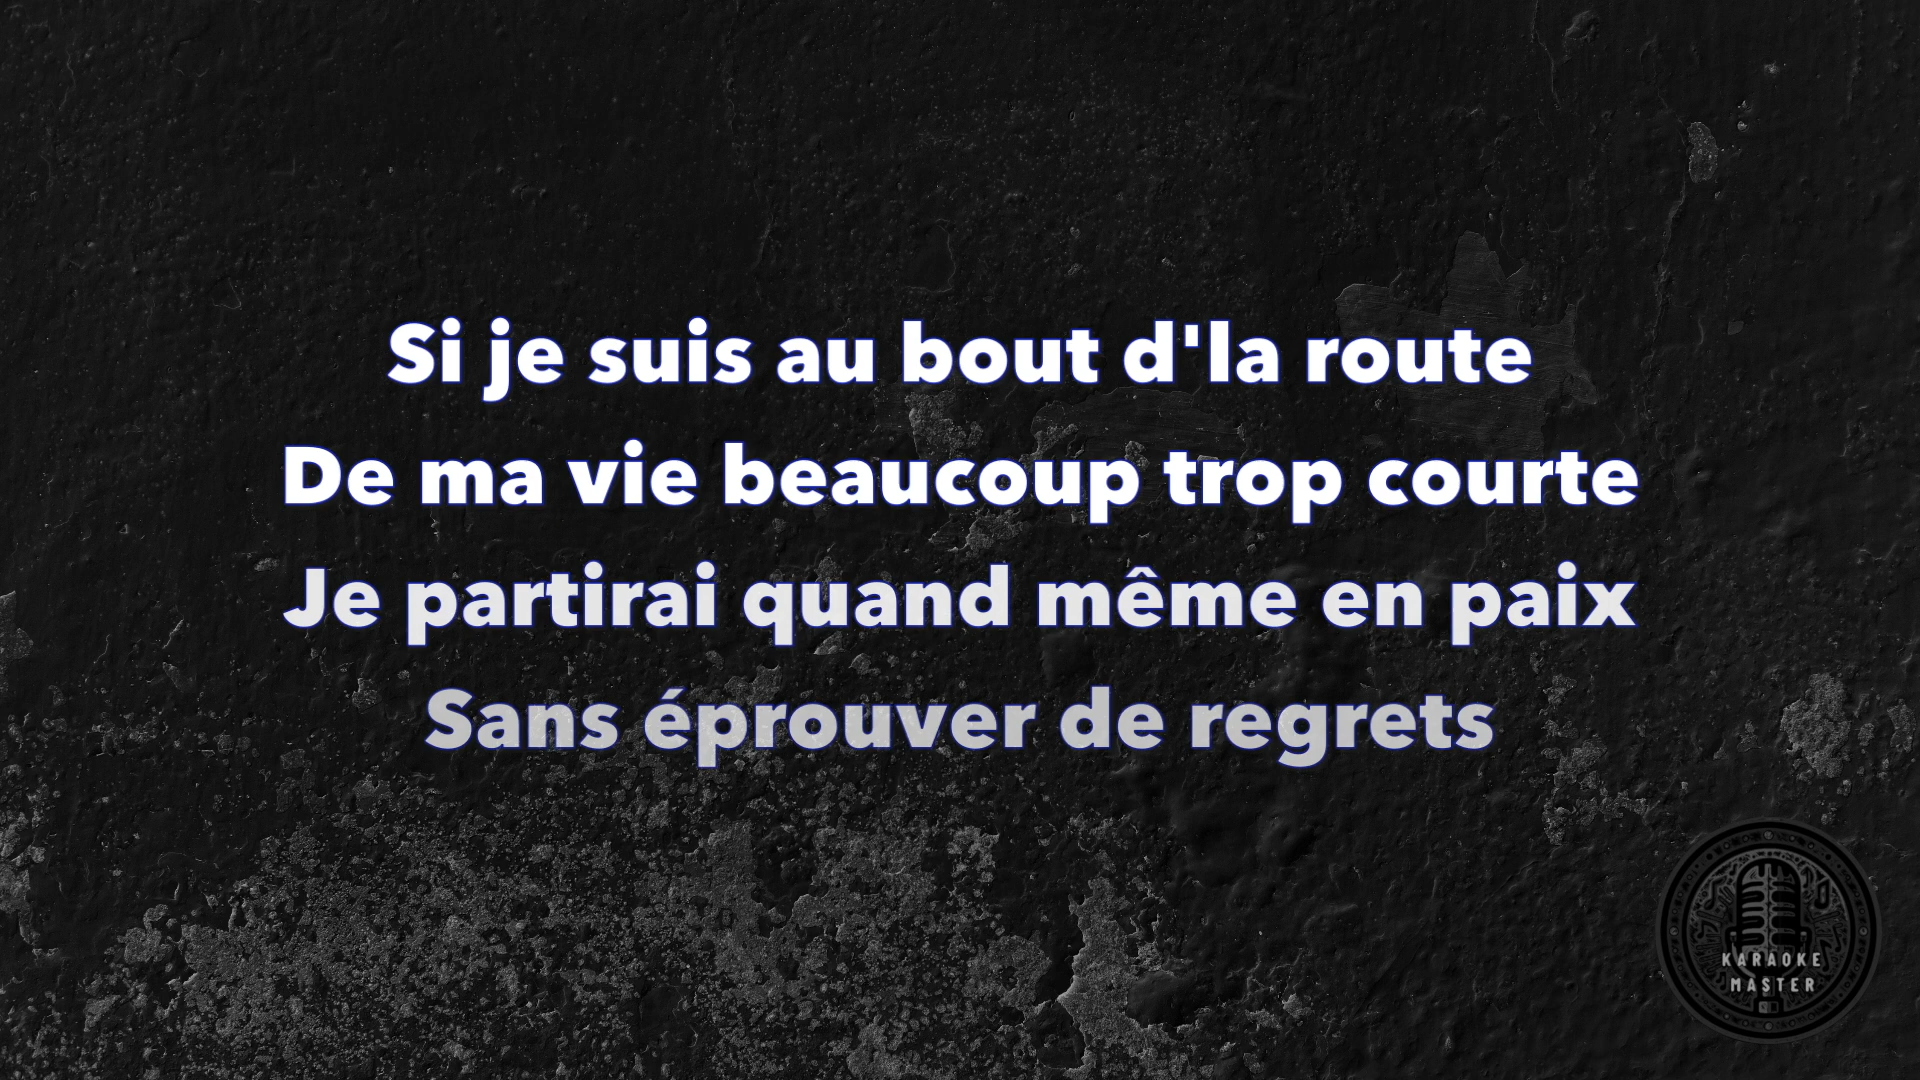 Si je suis au bout d'la route
De ma vie beaucoup trop courte
Je partirai quand même en paix
Sans éprouver de regrets
KARAOKE
MASTER